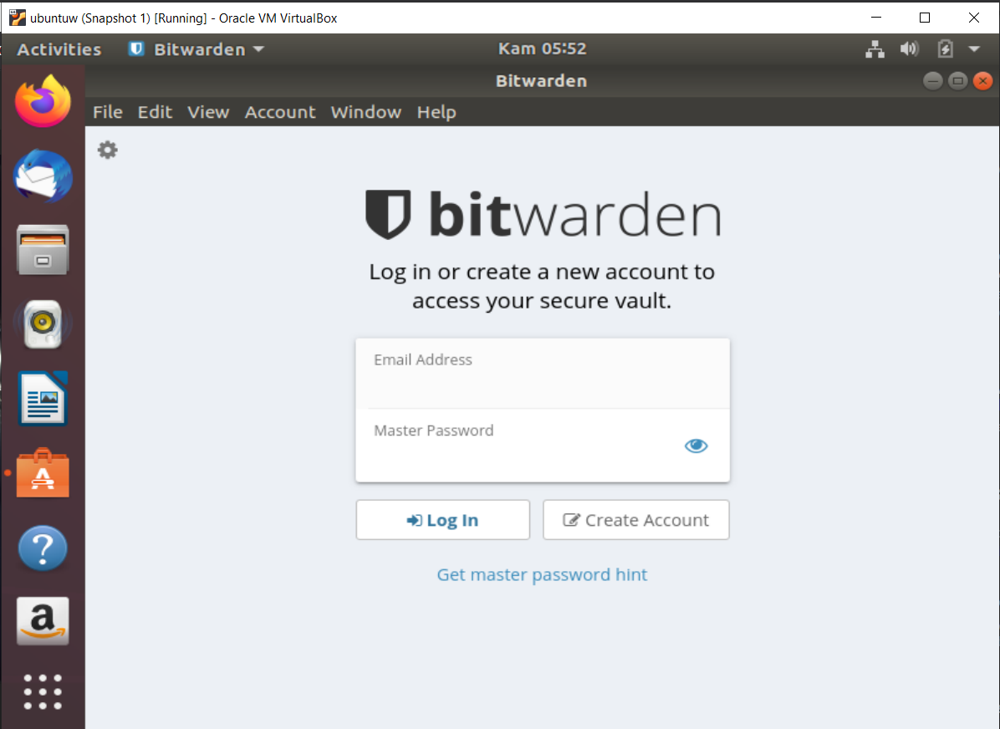 ubuntuw (Snapshot 1) [Running] - Oracle VM VirtualBox
Activities Bitwarden Kam 05:52
Bitwarden
File Edit View Account Window Help
bitwarden
Log in or create a new account to
access your secure vault.
Email Address
Master Password
Log In Create Account
Get master password hint